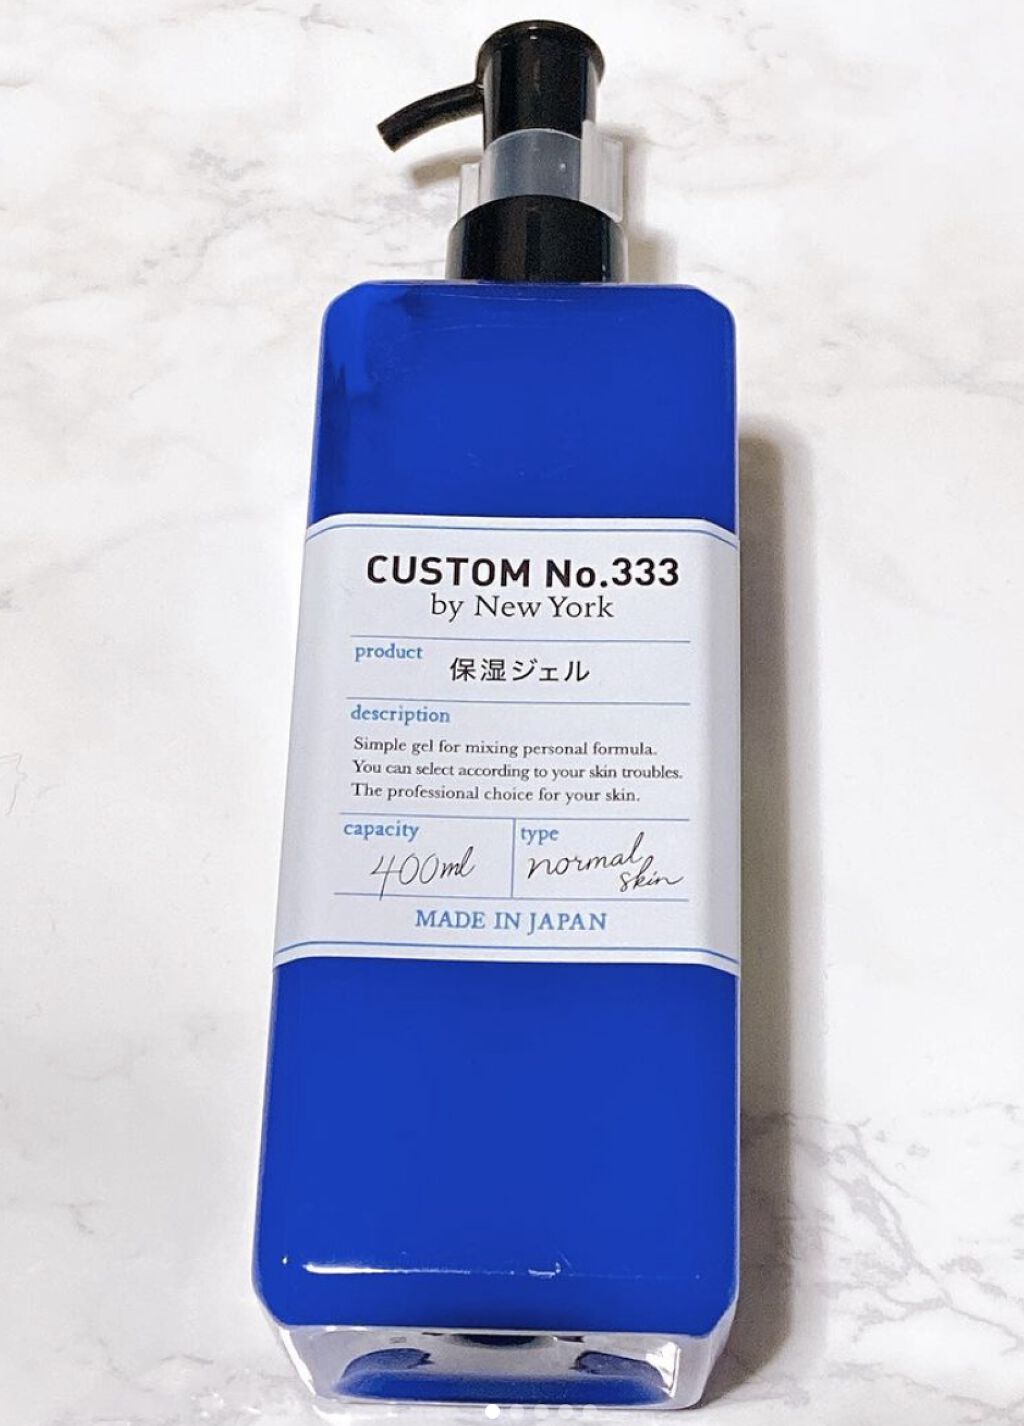 CUSTOM No.333
by New York
product
保湿ジェル
description
Simple gel for mixing personal formula.
You can select according to your skin troubles.
The professional choice for your skin.
capacity
400ml
type
normal
skin
MADE IN JAPAN